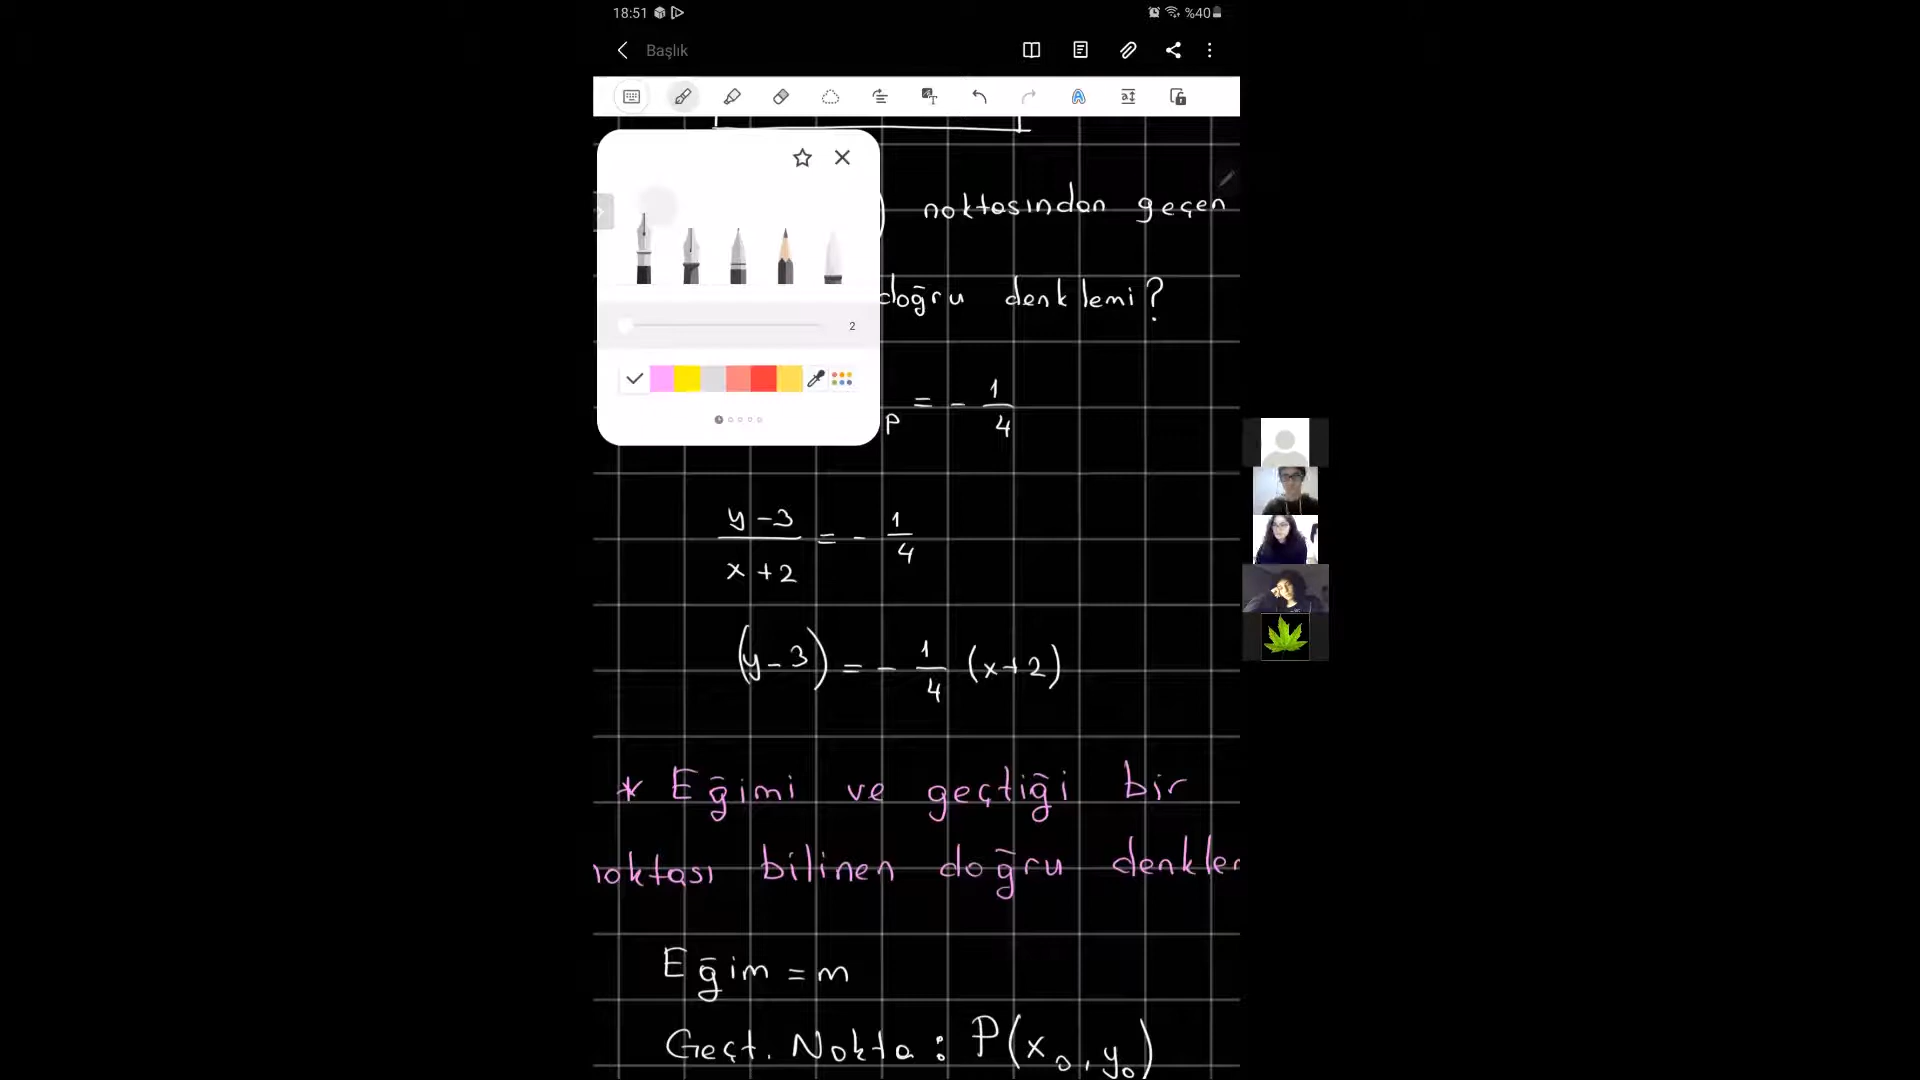 18:51 %40
Başlık
) noktasından geçen
doğru denklemi?
2
p = - 1/4
y-3 / x+2 = - 1/4
(y-3) = - 1/4 (x+2)
* Eğimi ve geçtiği bir
noktası bilinen doğru denkle
Eğim = m
Geçt. Nokta : P(x₀, y₀)